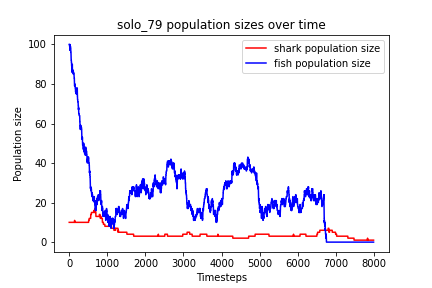 solo_79 population sizes over time
shark population size
fish population size
Population size
100
80
60
40
20
0
0 1000 2000 3000 4000 5000 6000 7000 8000
Timesteps